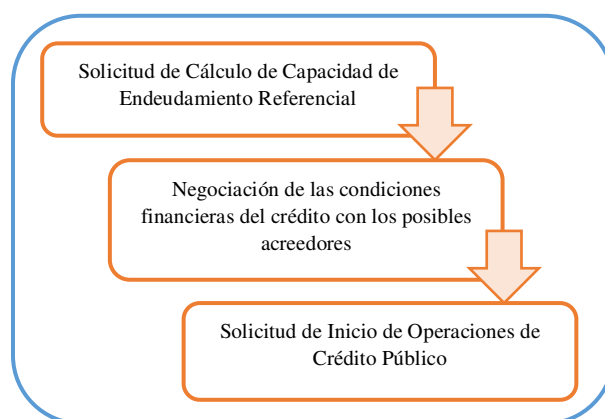 Solicitud de Cálculo de Capacidad de
Endeudamiento Referencial
Negociación de las condiciones
financieras del crédito con los posibles
acreedores
Solicitud de Inicio de Operaciones de
Crédito Público